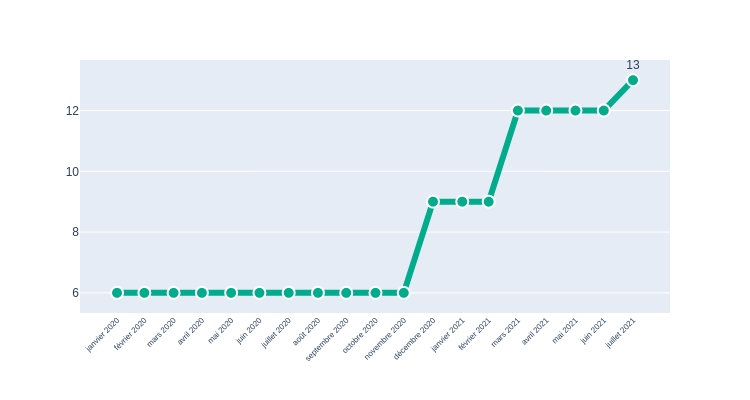 13
12
10
8
6
janvier 2020
février 2020
mars 2020
avril 2020
mai 2020
juin 2020
juillet 2020
août 2020
septembre 2020
octobre 2020
novembre 2020
décembre 2020
janvier 2021
février 2021
mars 2021
avril 2021
mai 2021
juin 2021
juillet 2021